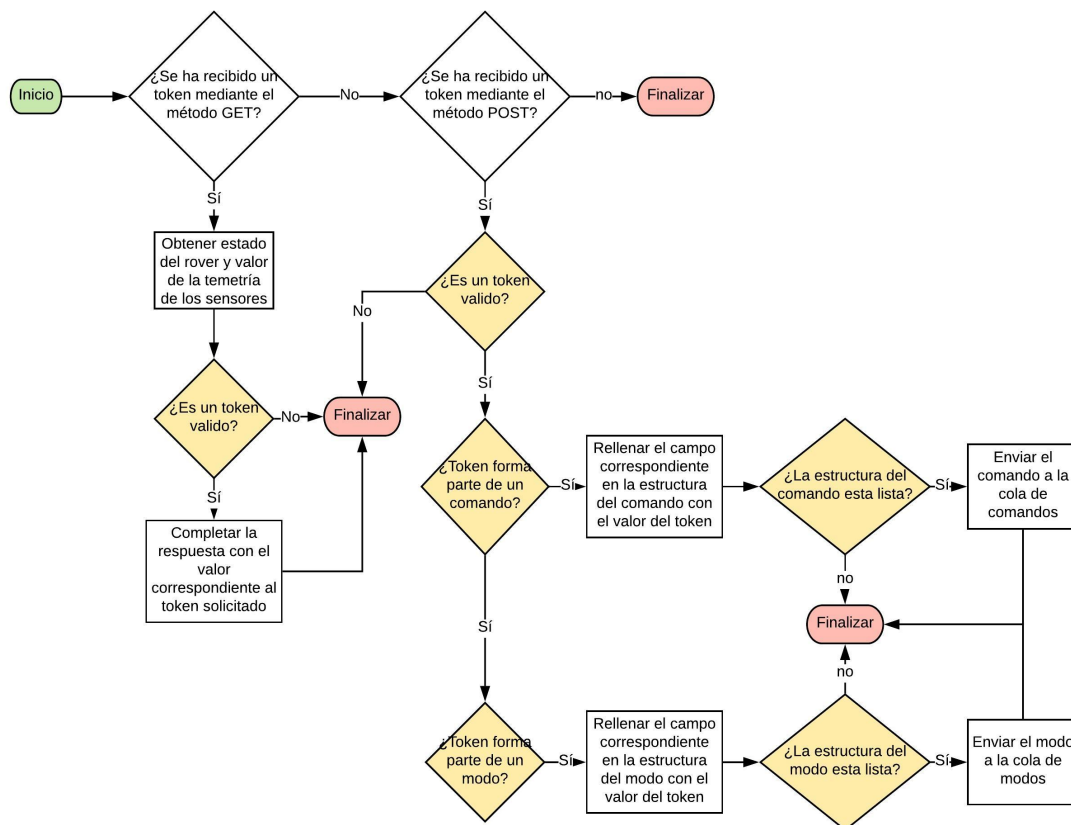 Inicio
¿Se ha recibido un
token mediante el
método GET?
No
¿Se ha recibido un
token mediante el
método POST?
no
Finalizar
Sí
Sí
Obtener estado
del rover y valor
de la temetría
de los sensores
¿Es un token
valido?
No
Sí
¿Es un token
valido?
No
Finalizar
Sí
Completar la
respuesta con el
valor
correspondiente al
token solicitado
¿Token forma
parte de un
comando?
Sí
Rellenar el campo
correspondiente
en la estructura
del comando con
el valor del token
¿La estructura del
comando esta lista?
Sí
Enviar el
comando a la
cola de
comandos
no
Finalizar
Sí
no
¿Token forma
parte de un
modo?
Sí
Rellenar el campo
correspondiente
en la estructura
del modo con el
valor del token
¿La estructura del
modo esta lista?
Sí
Enviar el modo
a la cola de
modos